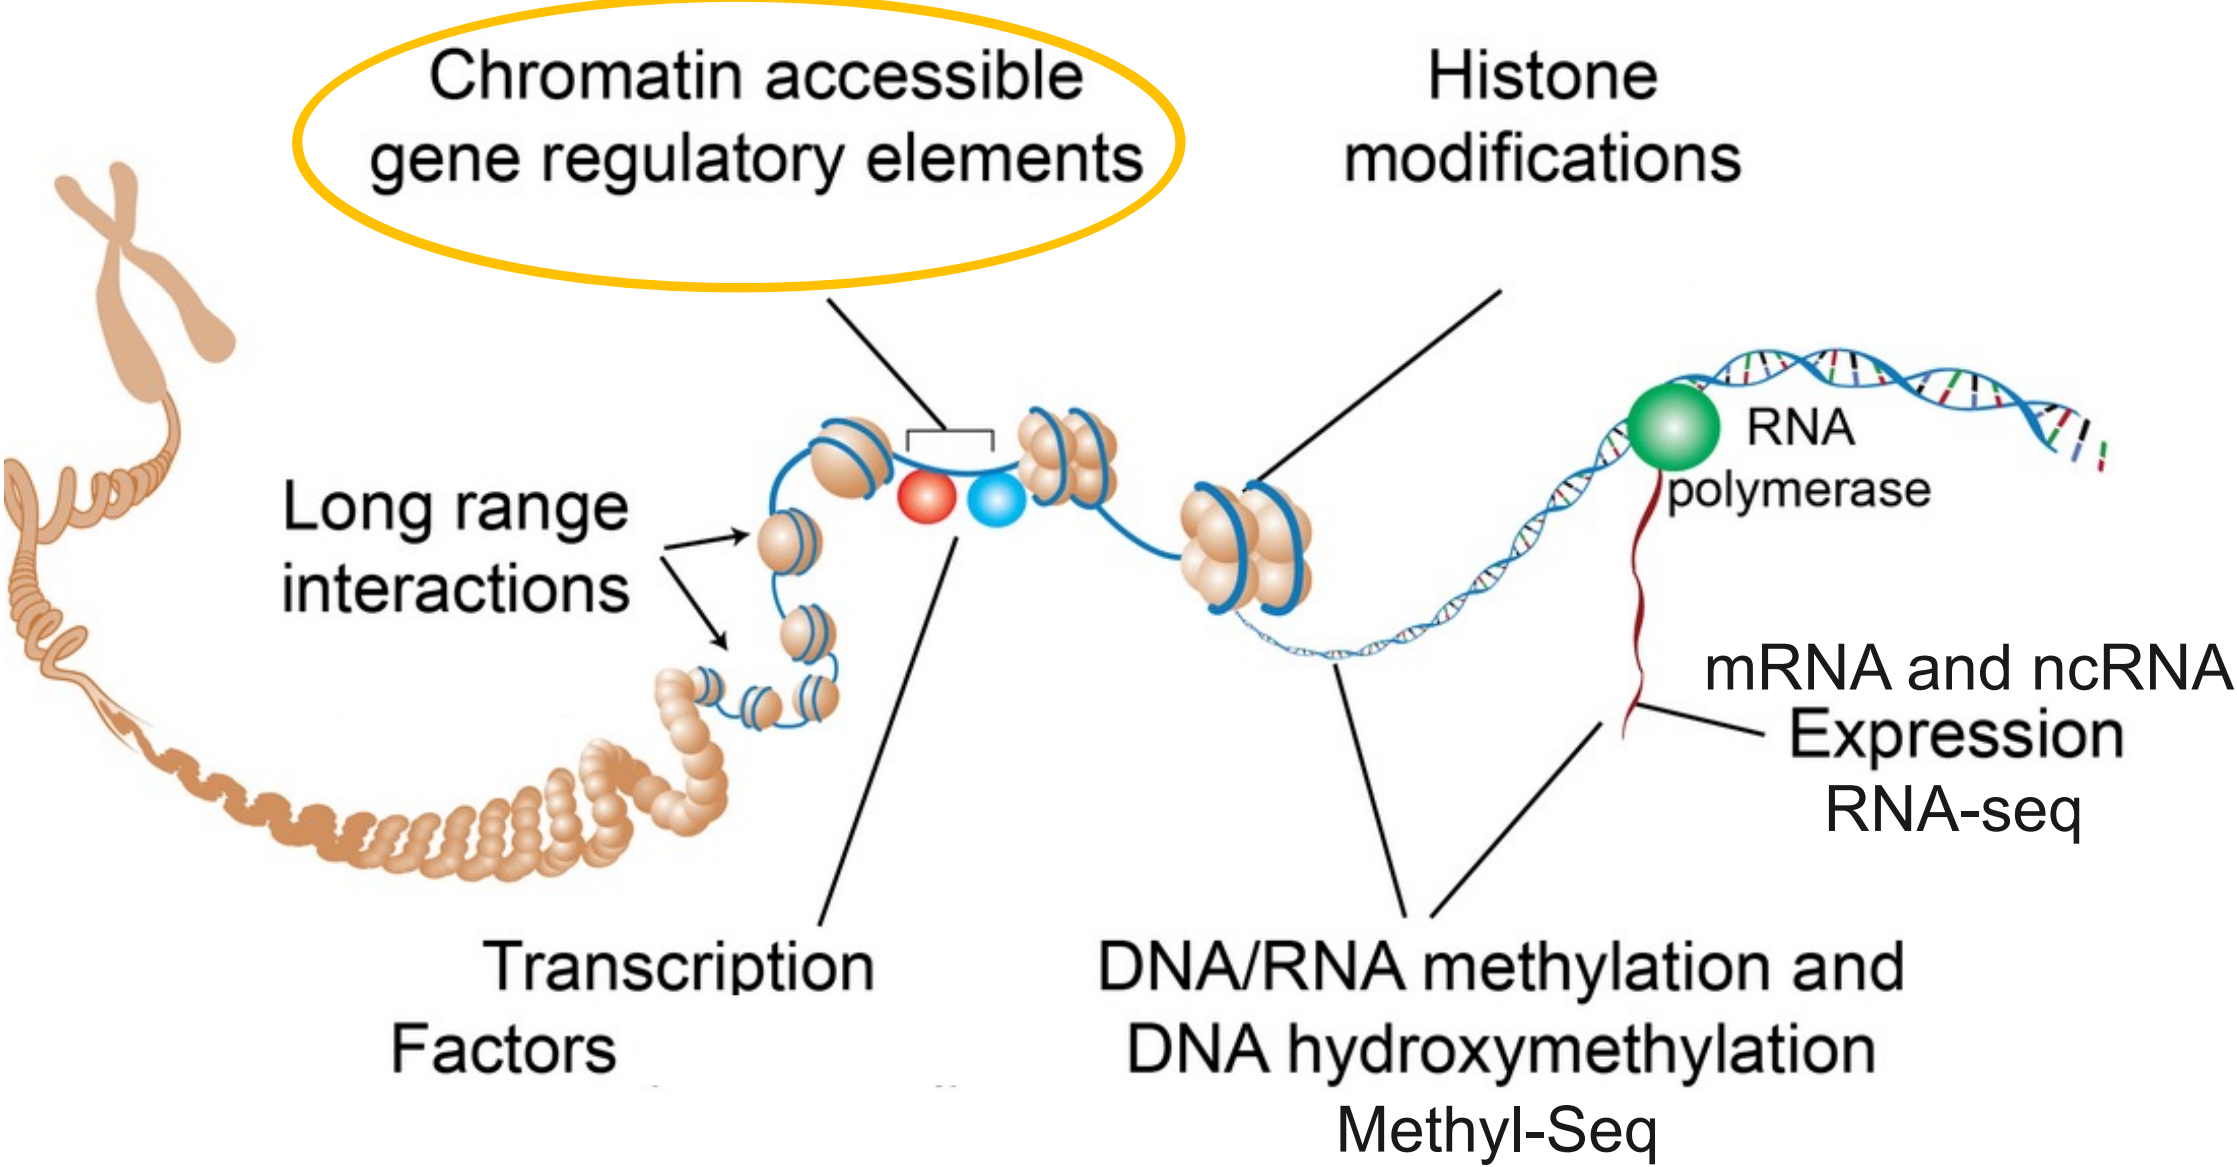 Chromatin accessible
gene regulatory elements
Histone
modifications
Long range
interactions
RNA
polymerase
mRNA and ncRNA
Expression
RNA-seq
Transcription
Factors
DNA/RNA methylation and
DNA hydroxymethylation
Methyl-Seq